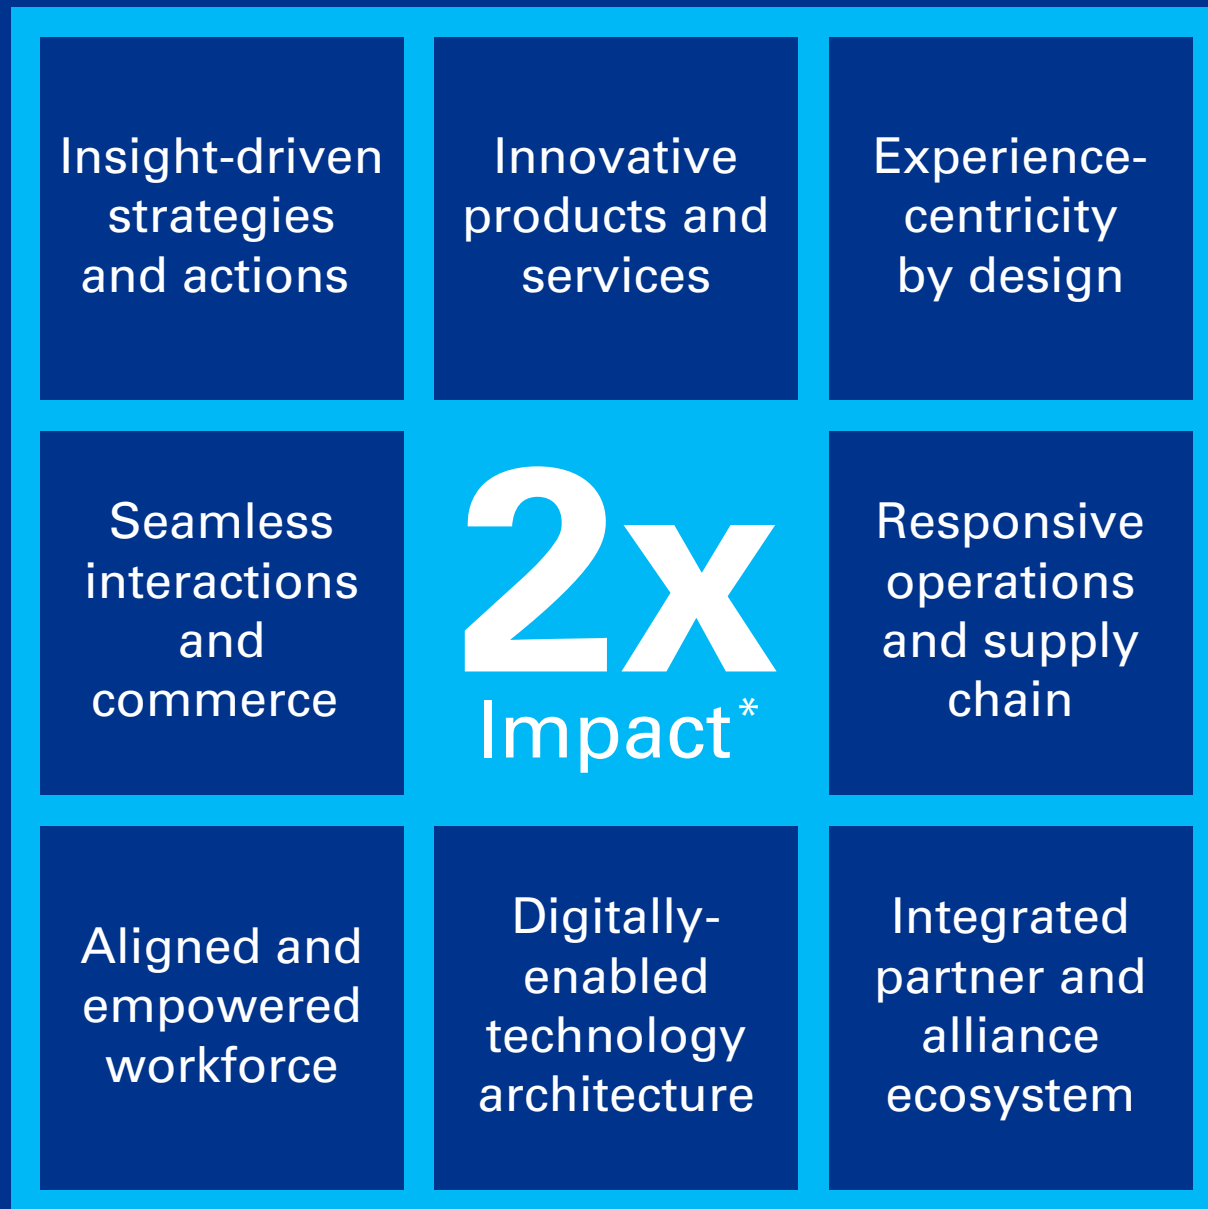 Insight-driven
strategies
and actions
Innovative
products and
services
Experience-
centricity
by design
Seamless
interactions
and
commerce
2x
Impact*
Responsive
operations
and supply
chain
Aligned and
empowered
workforce
Digitally-
enabled
technology
architecture
Integrated
partner and
alliance
ecosystem